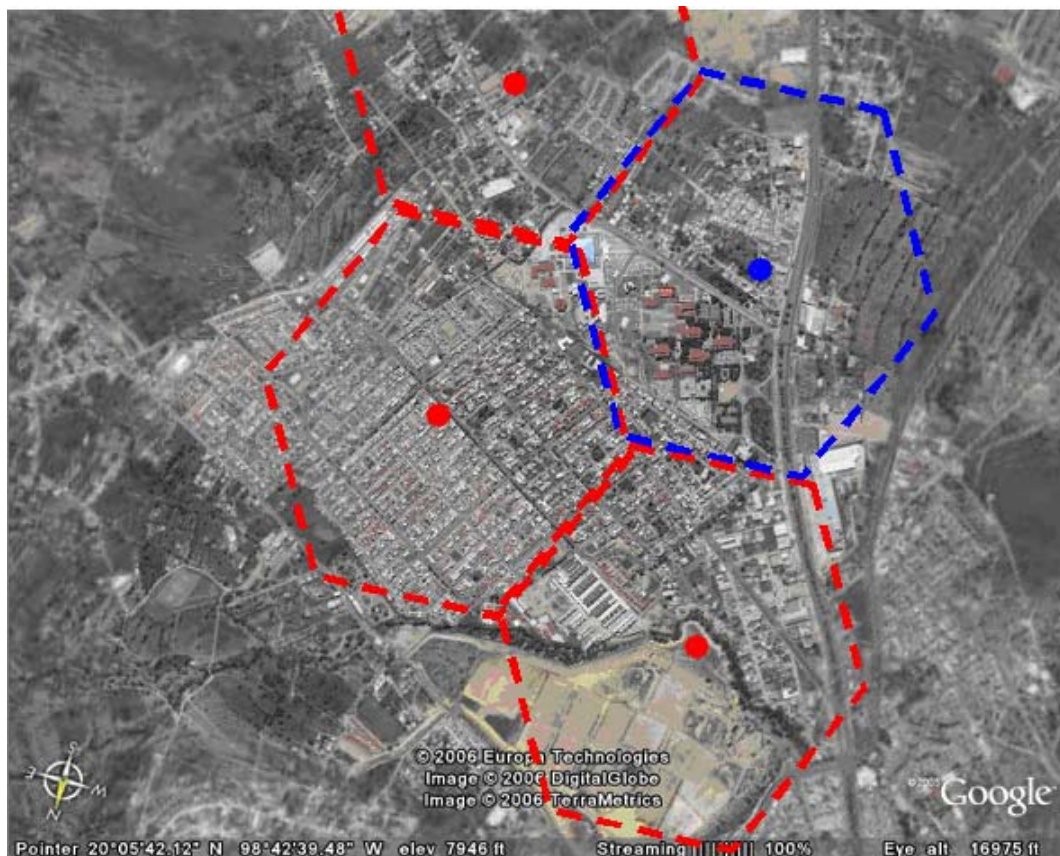 © 2006 Europa Technologies
Image © 2006 DigitalGlobe
Image © 2006 TerraMetrics
© 2005 Google
S
M
N
Pointer 20°05'42.12" N 98°42'39.48" W elev 7946 ft Streaming |||||||||| 100% Eye alt 16975 ft